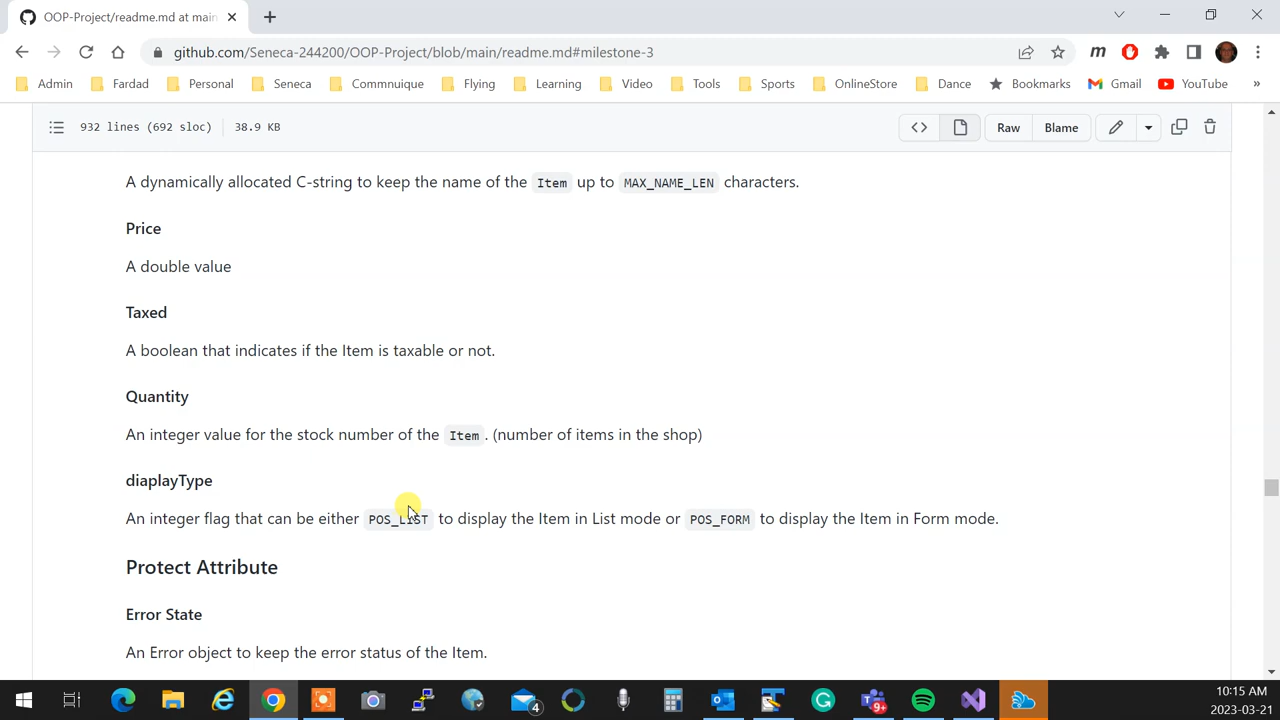 OOP-Project/readme.md at main
github.com/Seneca-244200/OOP-Project/blob/main/readme.md#milestone-3
m
Admin Fardad Personal Seneca Commnuique Flying Learning Video Tools Sports OnlineStore Dance Bookmarks Gmail YouTube »
932 lines (692 sloc) 38.9 KB Raw Blame
A dynamically allocated C-string to keep the name of the Item up to MAX_NAME_LEN characters.
Price
A double value
Taxed
A boolean that indicates if the Item is taxable or not.
Quantity
An integer value for the stock number of the Item . (number of items in the shop)
diaplayType
An integer flag that can be either POS_LIST to display the Item in List mode or POS_FORM to display the Item in Form mode.
Protect Attribute
Error State
An Error object to keep the error status of the Item.
4
9+
10:15 AM
2023-03-21